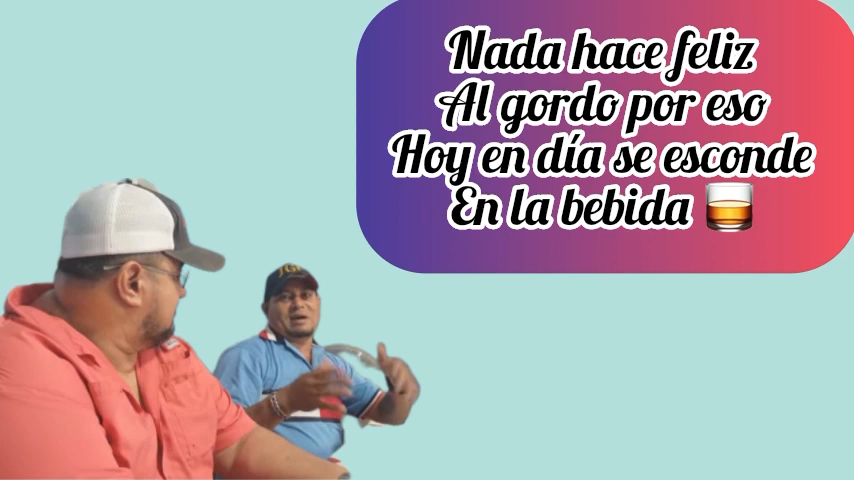 Nada hace feliz
Al gordo por eso
Hoy en día se esconde
En la bebida 🥃